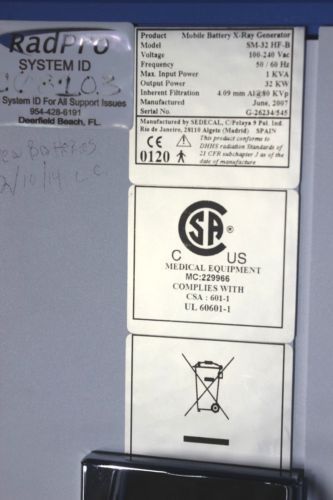 RadPro
SYSTEM ID
System ID For All Support Issues
954-428-6191
Deerfield Beach, FL
New Batteries
Product Mobile Battery X-Ray Generator
Model SM-32 HF-B
Voltage 100-240 Vac
Frequency 50 / 60 Hz
Max. Input Power 1 KVA
Output Power 32 KW
Inherent Filtration 4.09 mm Al@80 KVp
Manufactured June, 2007
Serial No. G-26234/545
Manufactured by SEDECAL, C/Pelaya 9 Pol. Ind
Rio de Janeiro, 28110 Algete (Madrid) SPAIN
CE
0120
This product conforme to
DHHS radiation Standards of
21 CFR subchapter J as of the
date of manufacture
CSA ®
C US
MEDICAL EQUIPMENT
MC:229966
COMPLIES WITH
CSA : 601-1
UL 60601-1